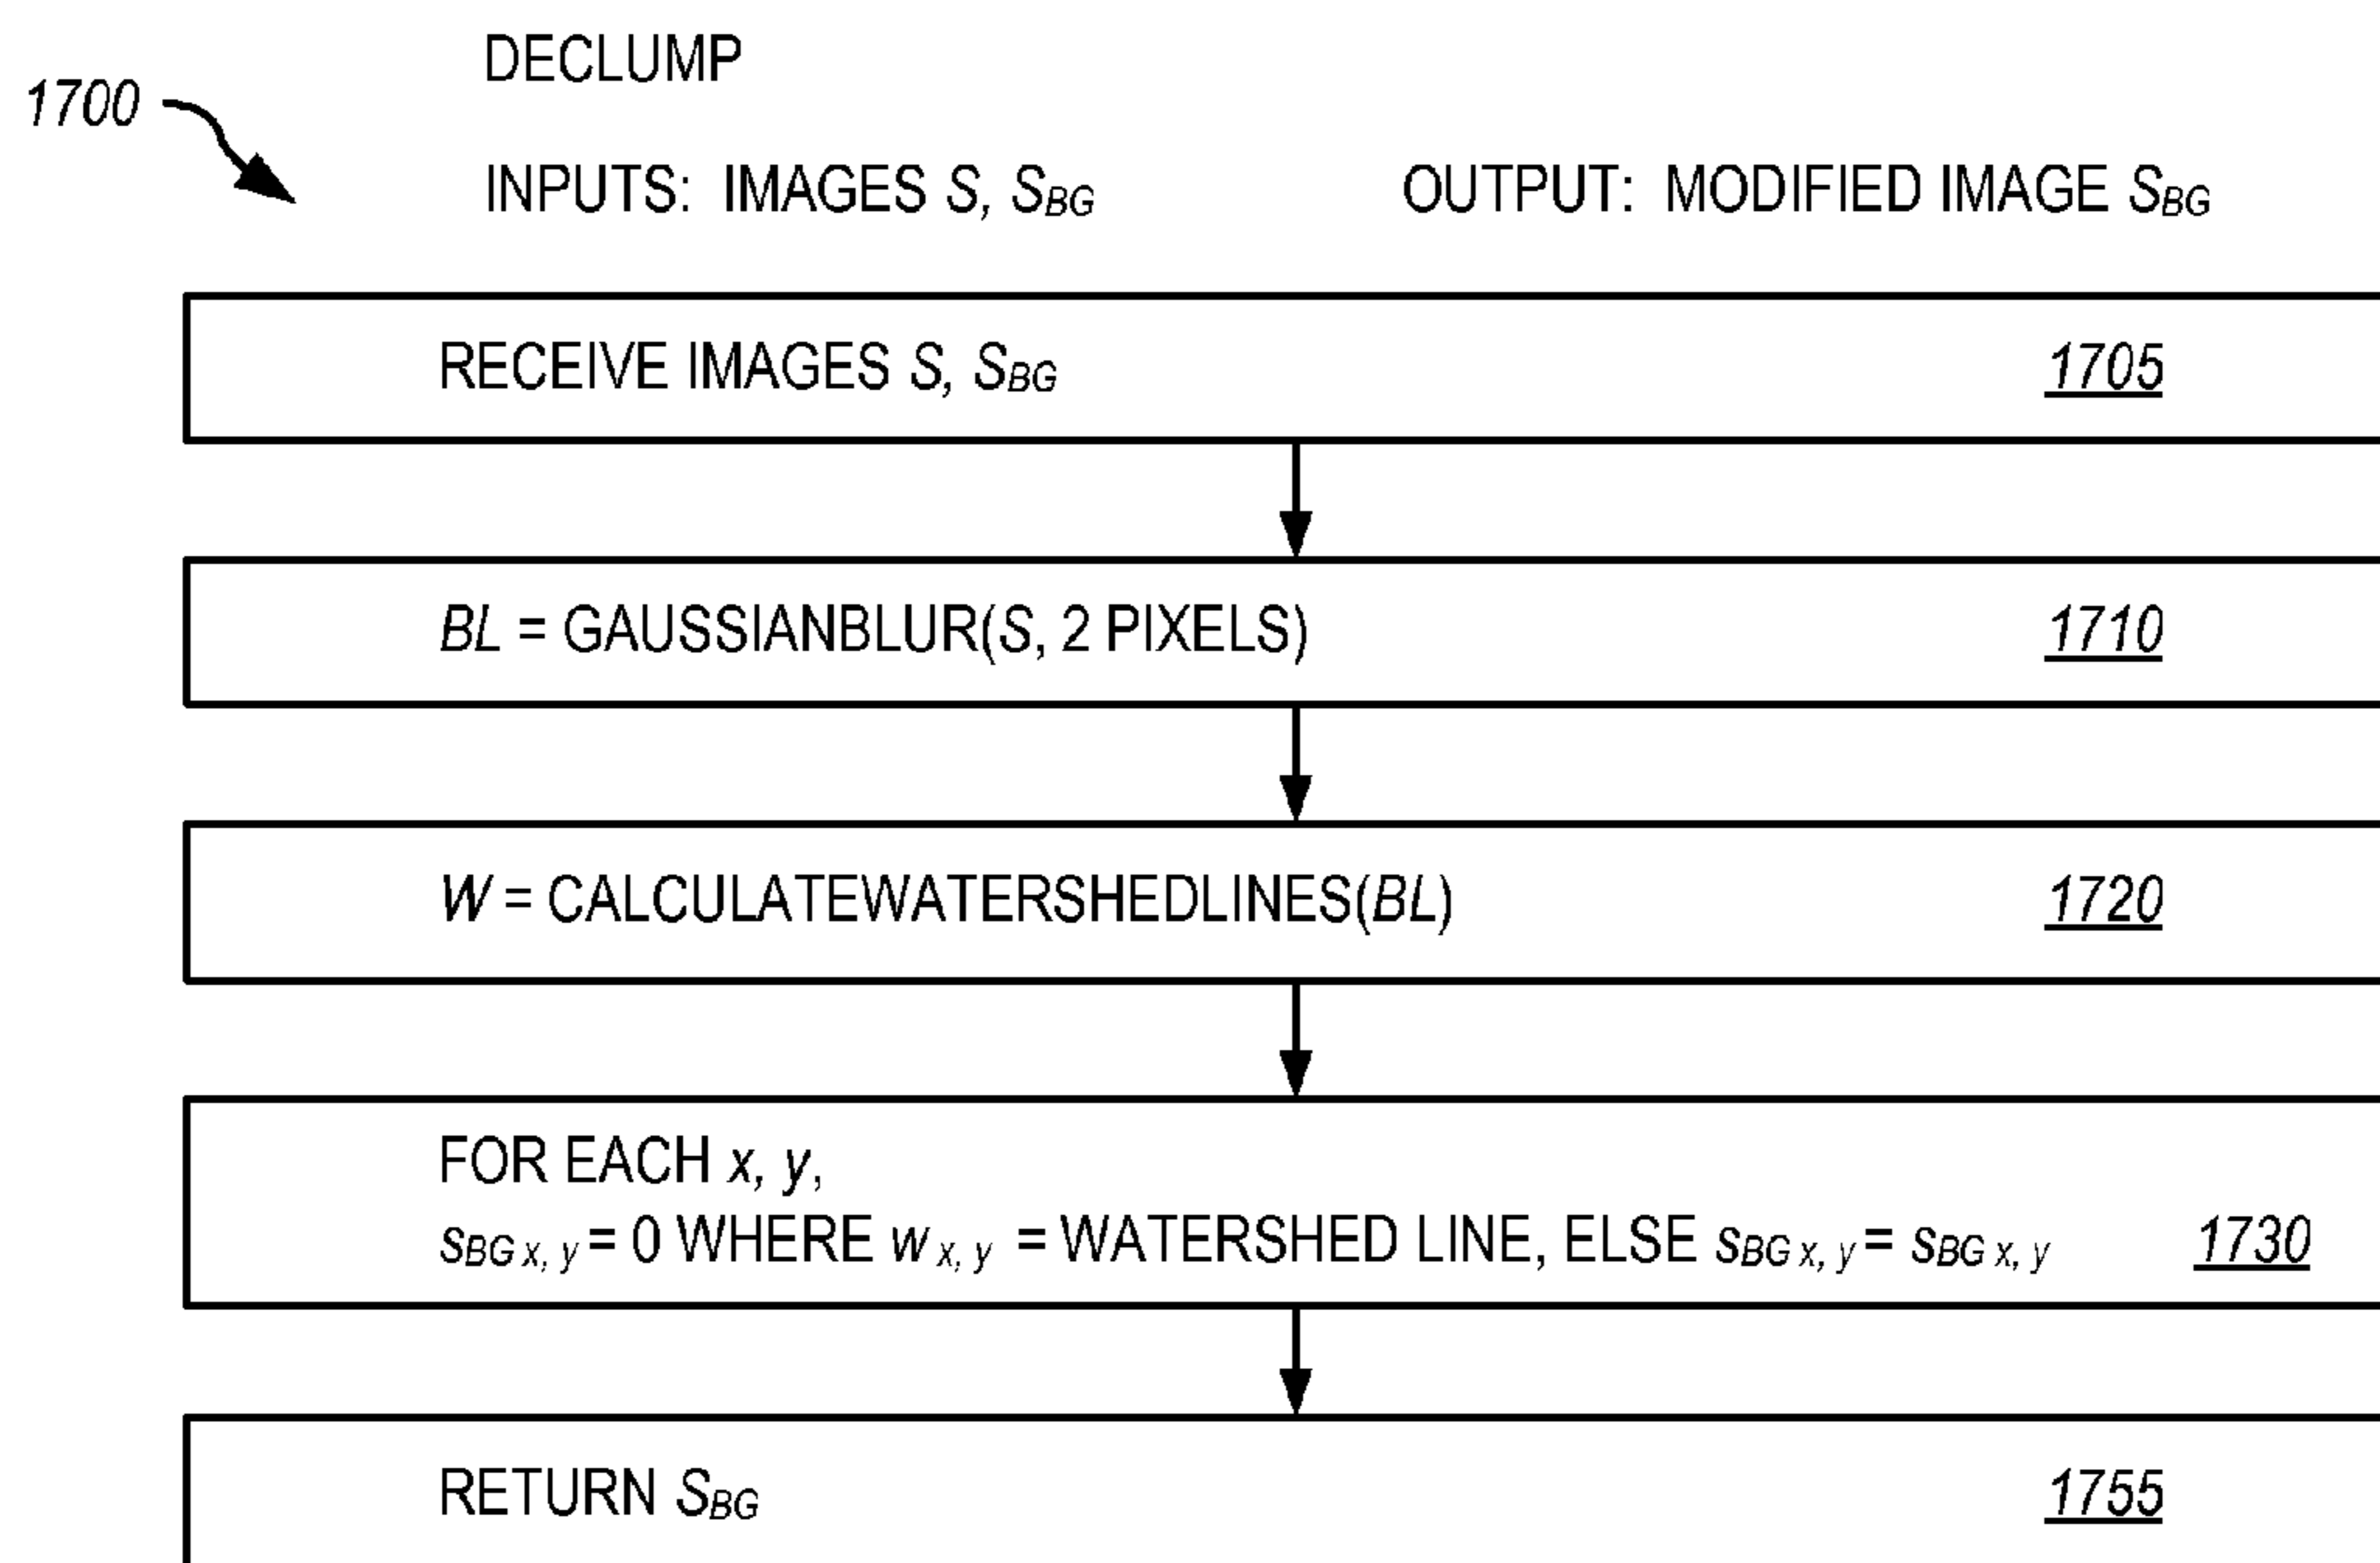 DECLUMP
1700
INPUTS: IMAGES S, SBG OUTPUT: MODIFIED IMAGE SBG
RECEIVE IMAGES S, SBG 1705
BL = GAUSSIANBLUR(S, 2 PIXELS) 1710
W = CALCULATEWATERSHEDLINES(BL) 1720
FOR EACH x, y,
sBG x, y = 0 WHERE w x, y = WATERSHED LINE, ELSE sBG x, y = sBG x, y 1730
RETURN SBG 1755